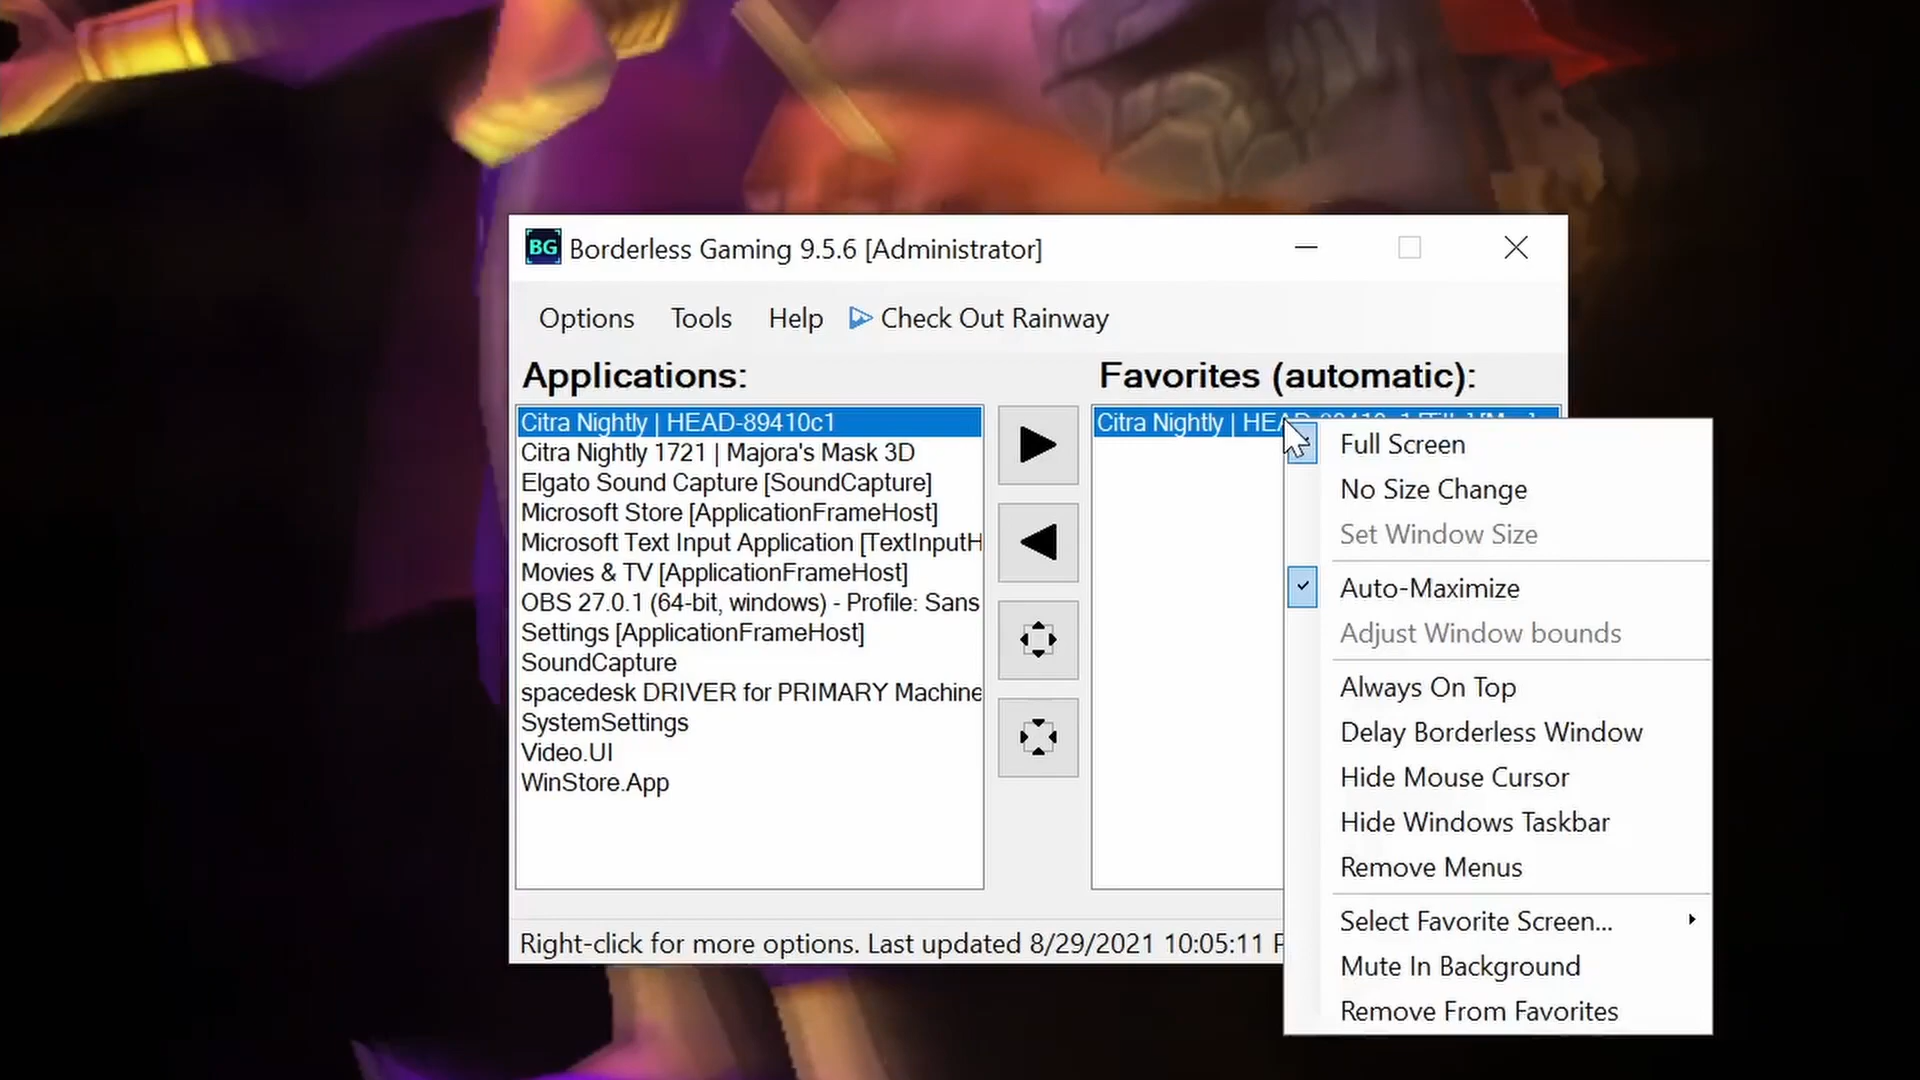 BG Borderless Gaming 9.5.6 [Administrator]
Options Tools Help Check Out Rainway
Applications: Favorites (automatic):
Citra Nightly | HEAD-89410c1
Citra Nightly 1721 | Majora's Mask 3D
Elgato Sound Capture [SoundCapture]
Microsoft Store [ApplicationFrameHost]
Microsoft Text Input Application [TextInputH
Movies & TV [ApplicationFrameHost]
OBS 27.0.1 (64-bit, windows) - Profile: Sans
Settings [ApplicationFrameHost]
SoundCapture
spacedesk DRIVER for PRIMARY Machine
SystemSettings
Video.UI
WinStore.App
Citra Nightly |
Full Screen
No Size Change
Set Window Size
Auto-Maximize
Adjust Window bounds
Always On Top
Delay Borderless Window
Hide Mouse Cursor
Hide Windows Taskbar
Remove Menus
Select Favorite Screen...
Mute In Background
Remove From Favorites
Right-click for more options. Last updated 8/29/2021 10:05:11